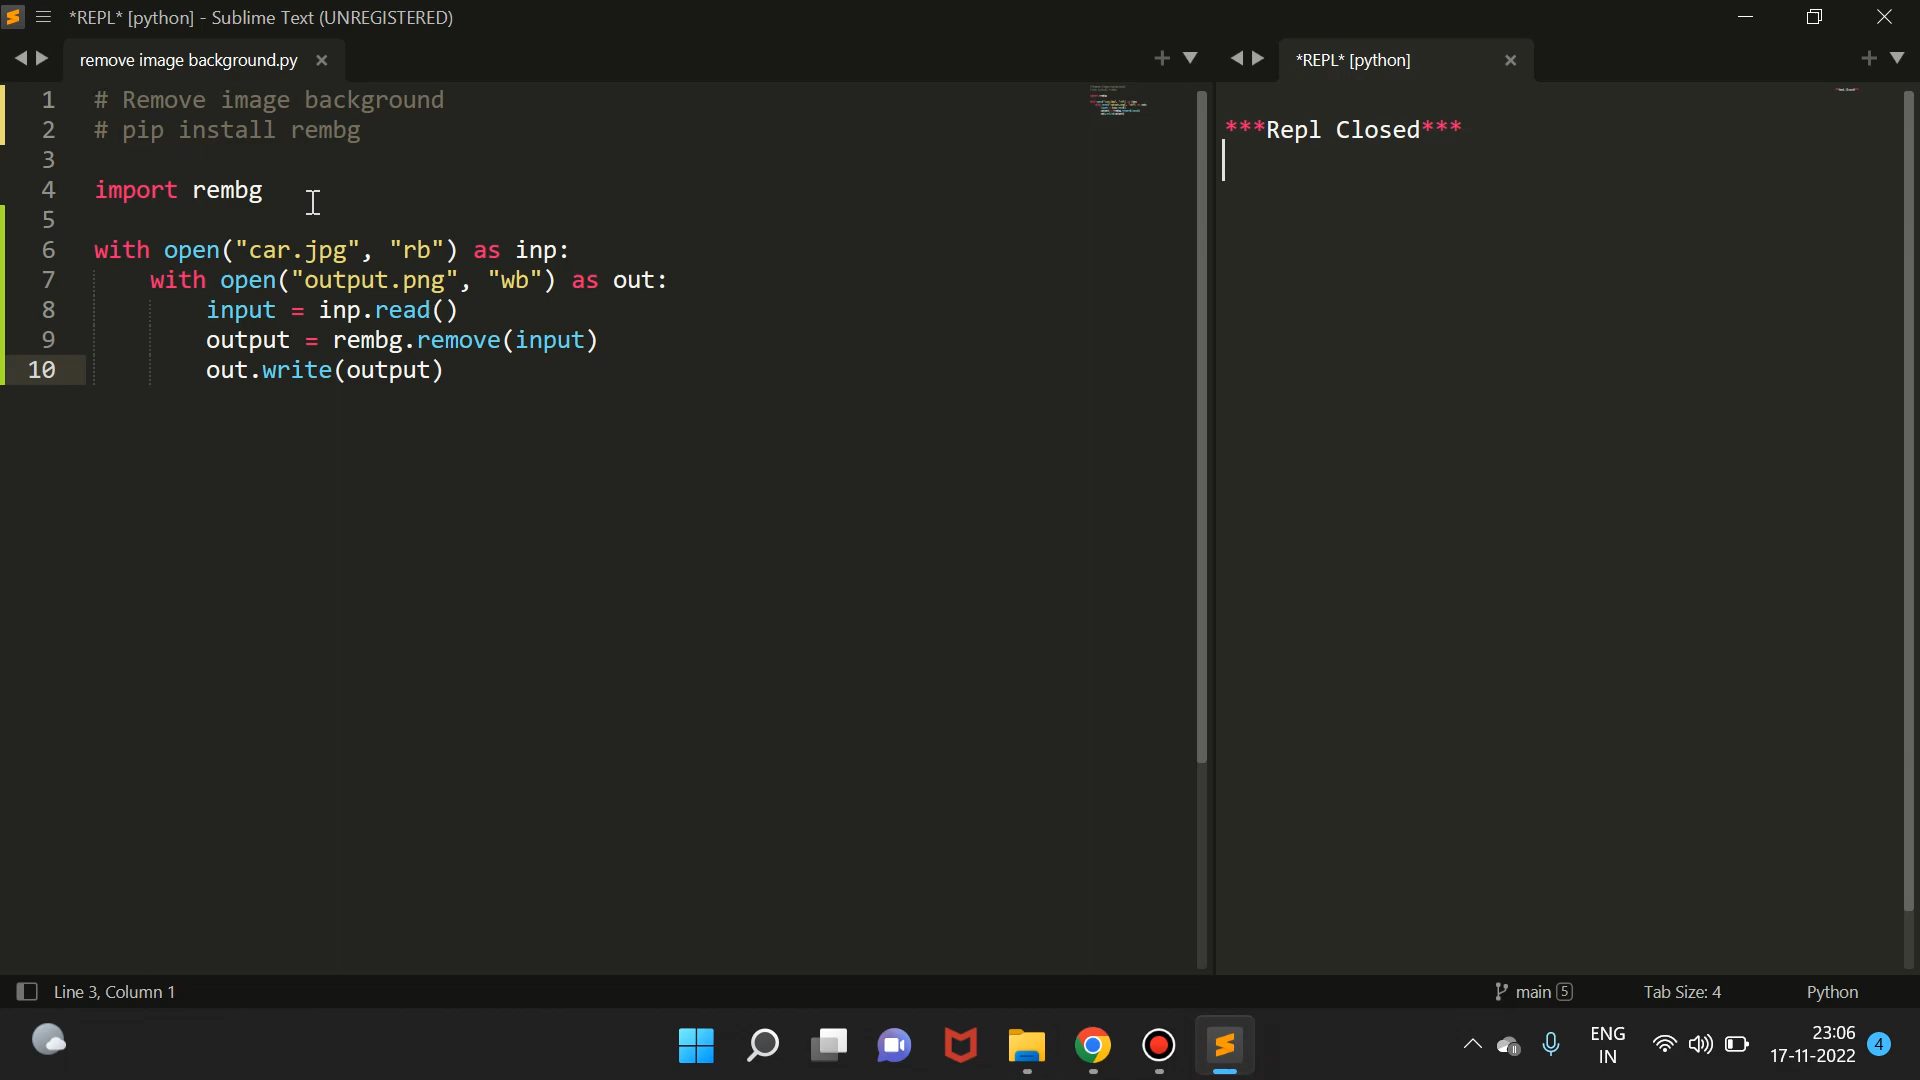 *REPL* [python] - Sublime Text (UNREGISTERED)
remove image background.py
*REPL* [python]
1 # Remove image background
2 # pip install rembg
3
4 import rembg
5
6 with open("car.jpg", "rb") as inp:
7     with open("output.png", "wb") as out:
8         input = inp.read()
9         output = rembg.remove(input)
10         out.write(output)
***Repl Closed***
Line 3, Column 1
main 5
Tab Size: 4
Python
ENG
IN
23:06
17-11-2022
4